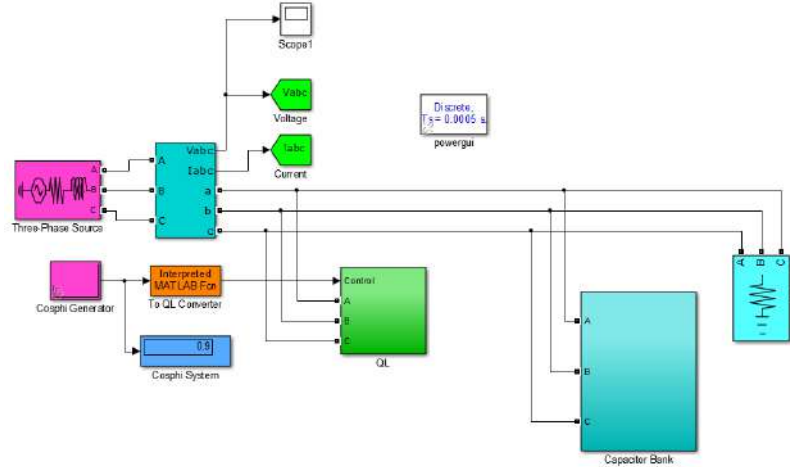 Scope1
Vabc
Voltage
Iabc
Current
Discrete,
Ts = 0.0005 s.
powergui
A
B
C
Three-Phase Source
A
B
C
Vabc
Iabc
a
b
c
A
B
C
Cosphi Generator
Interpreted
MATLAB Fcn
To QL Converter
0.9
Cosphi System
Control
A
B
C
QL
A
B
C
Capacitor Bank